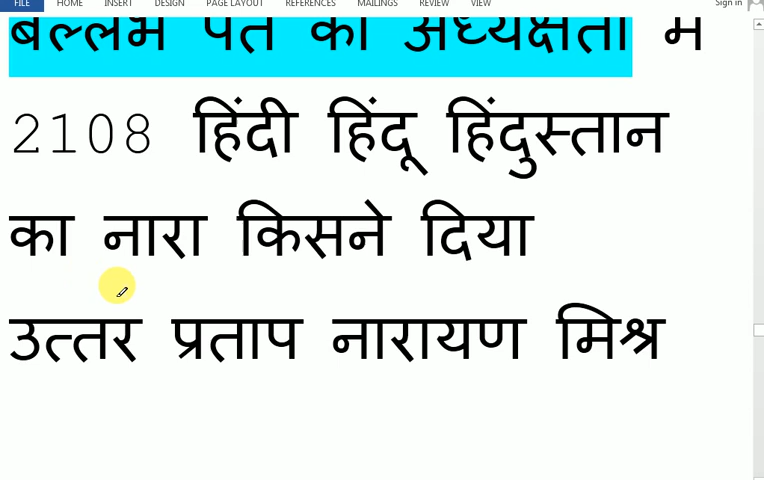 FILE HOME INSERT DESIGN PAGE LAYOUT REFERENCES MAILINGS REVIEW VIEW Sign in
बल्लभ पंत की अध्यक्षता में
2108 हिंदी हिंदू हिंदुस्तान
का नारा किसने दिया
उत्तर प्रताप नारायण मिश्र